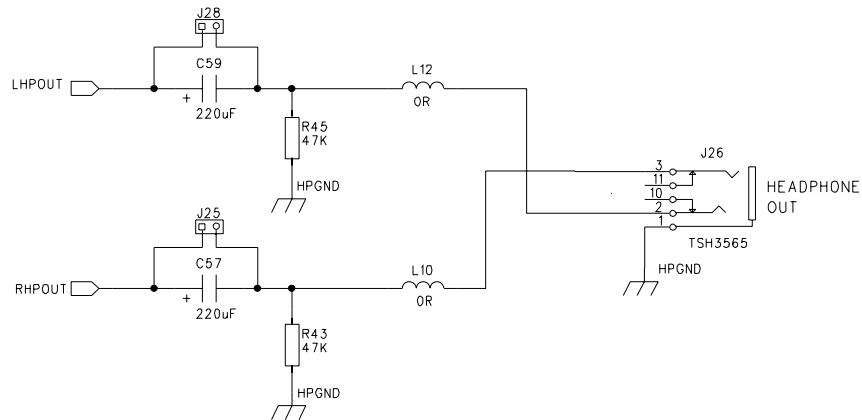 J28
C59
LHPOUT
+
220uF
R45
47K
HPGND
L12
0R
J25
C57
RHPOUT
+
220uF
R43
47K
HPGND
L10
0R
3
11
10
2
1
J26
HEADPHONE
OUT
TSH3565
HPGND